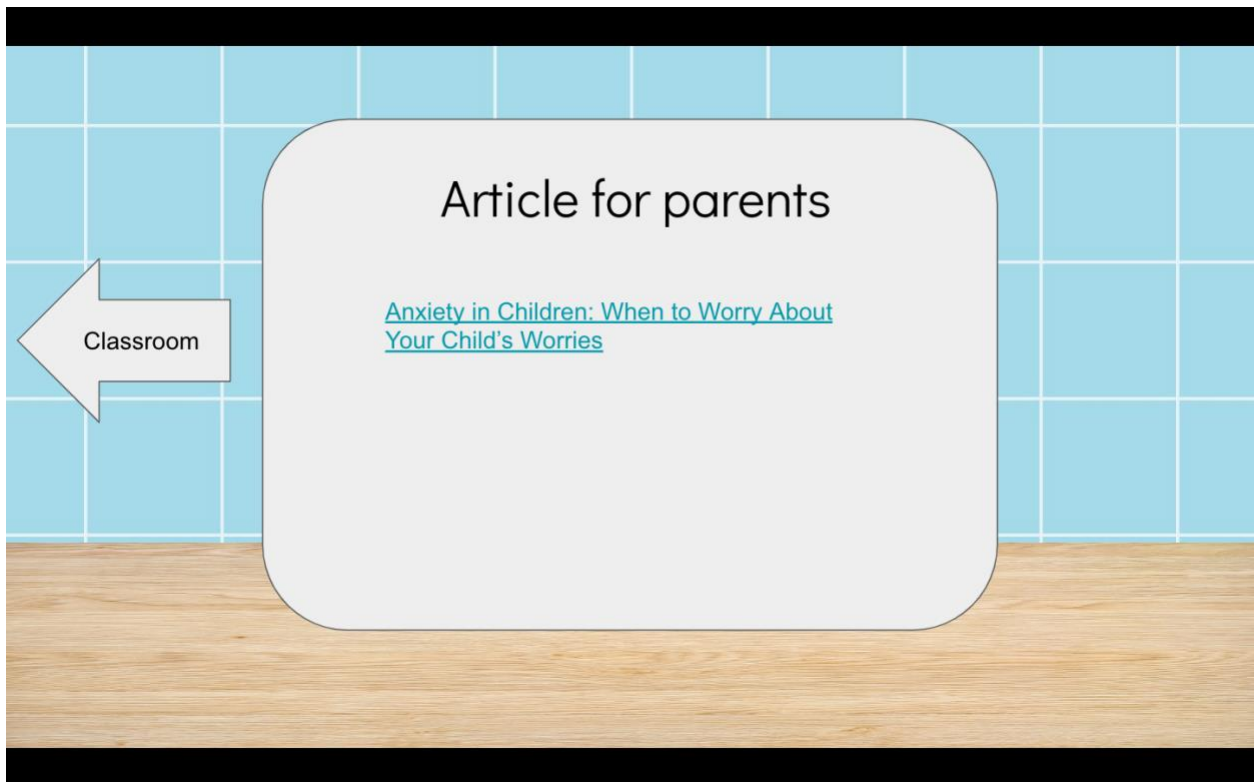 Article for parents
Classroom
Anxiety in Children: When to Worry About
Your Child's Worries